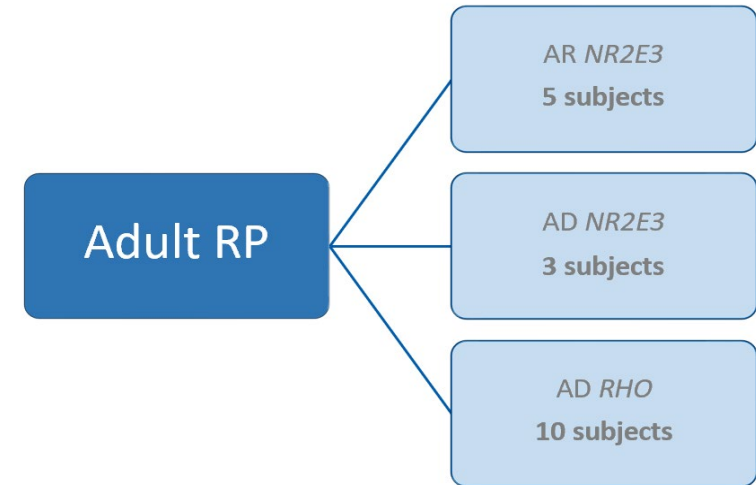 Adult RP
AR NR2E3
5 subjects
AD NR2E3
3 subjects
AD RHO
10 subjects